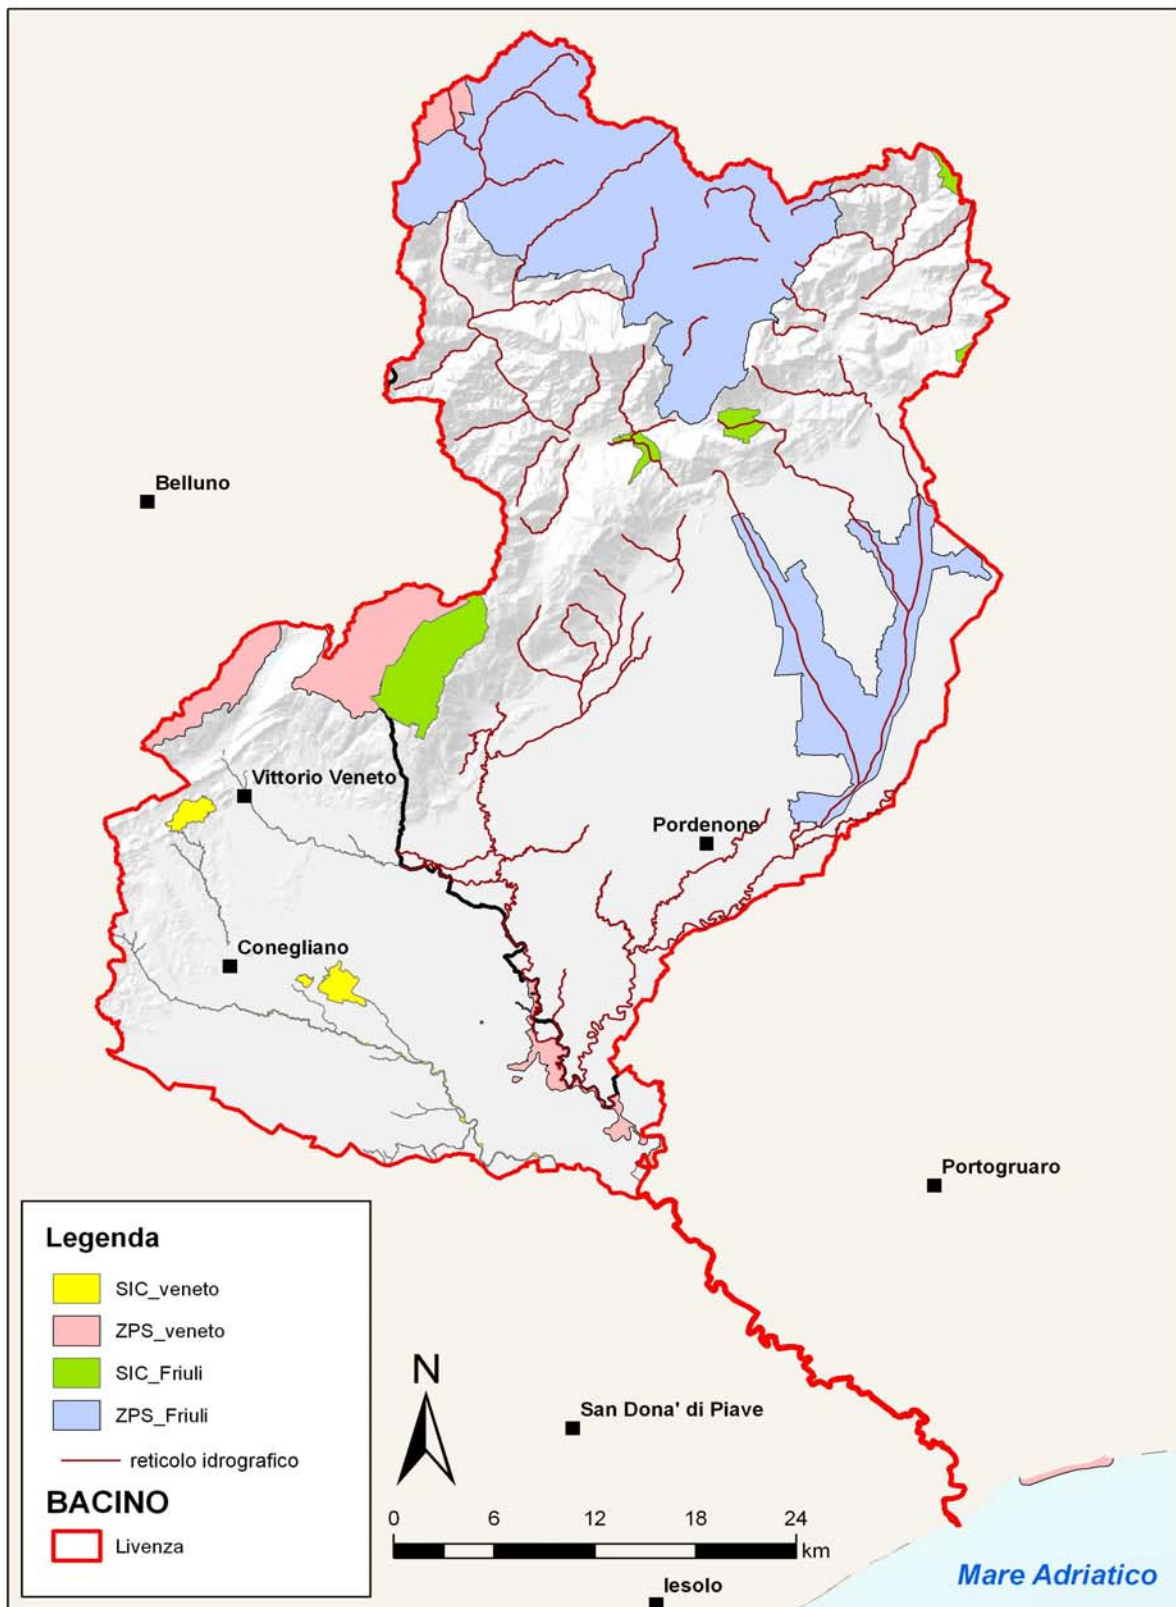 Belluno
Vittorio Veneto
Pordenone
Conegliano
Portogruaro
Legenda
SIC_veneto
ZPS_veneto
SIC_Friuli
ZPS_Friuli
reticolo idrografico
BACINO
Livenza
N
San Dona' di Piave
0 6 12 18 24
km
Iesolo
Mare Adriatico